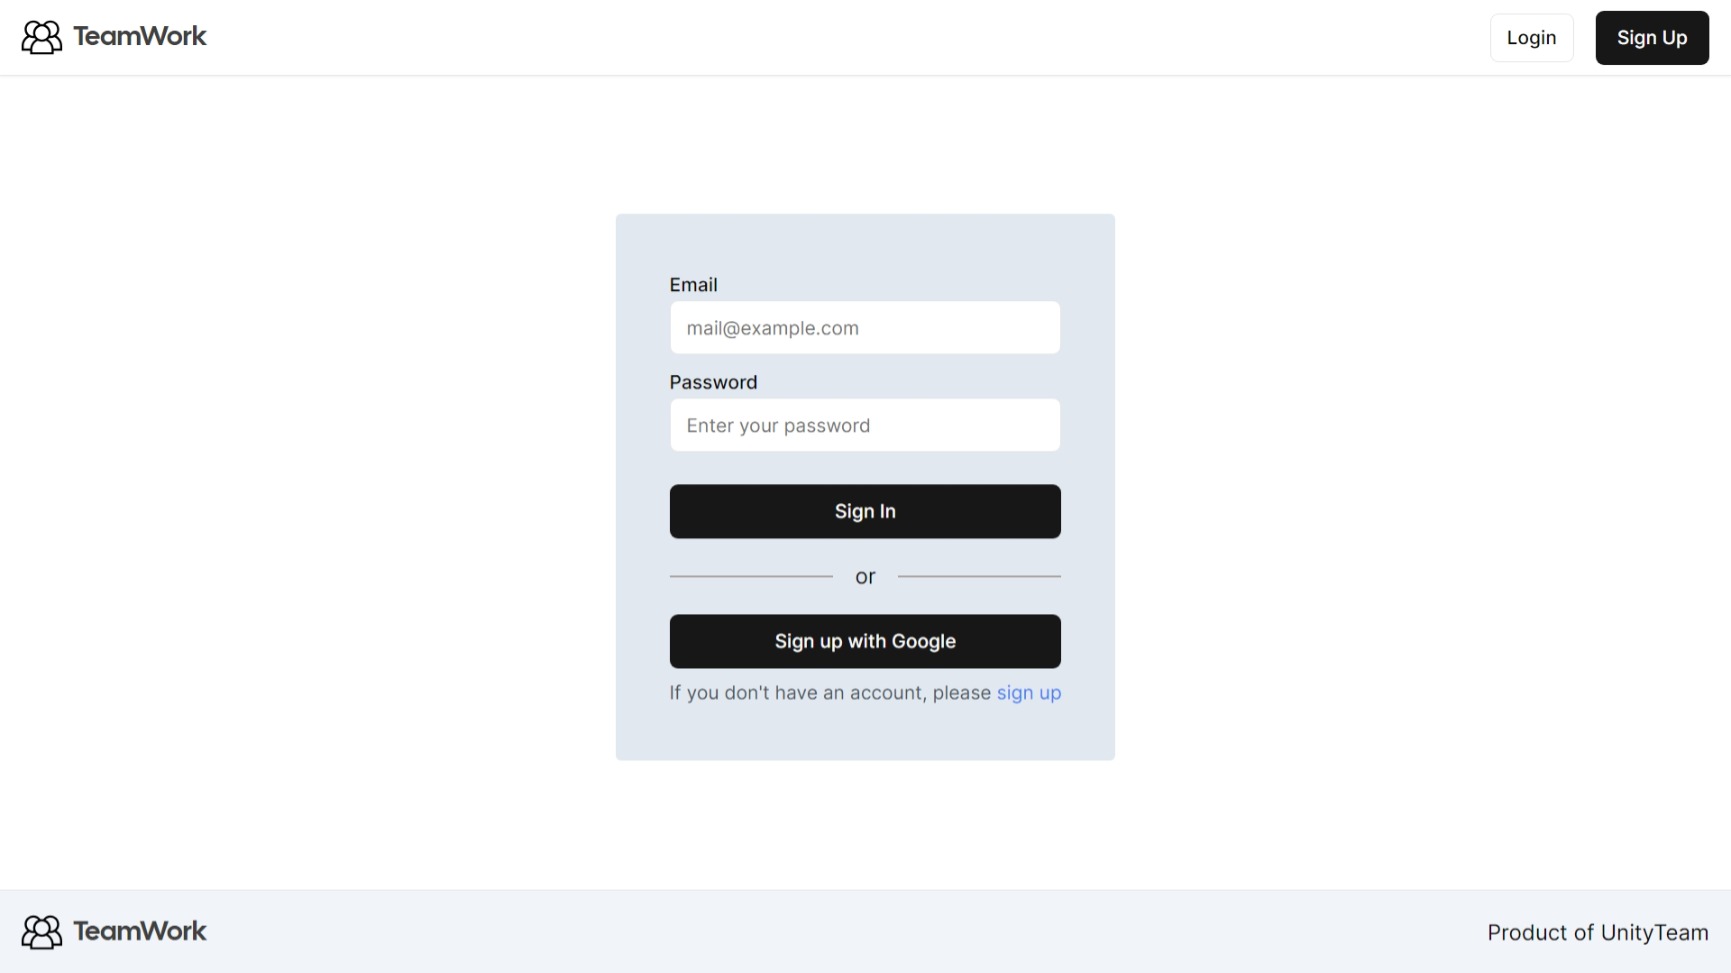 TeamWork
Login
Sign Up
Email
mail@example.com
Password
Enter your password
Sign In
or
Sign up with Google
If you don't have an account, please sign up
TeamWork
Product of UnityTeam